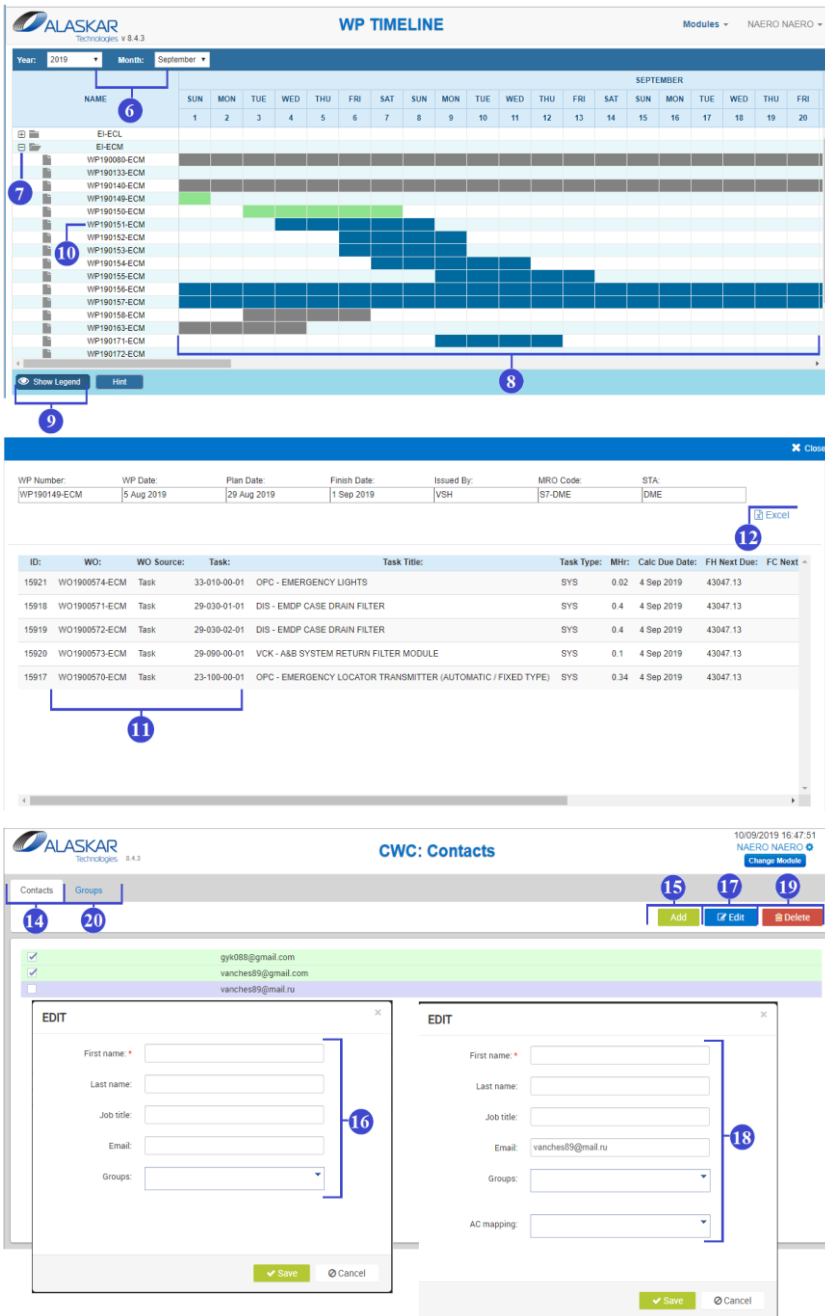 ALASKAR
Technologies v 8.4.3
WP TIMELINE
Modules
NAERO NAERO
Year: 2019 Month: September
SEPTEMBER
NAME SUN MON TUE WED THU FRI SAT SUN MON TUE WED THU FRI SAT SUN MON TUE WED THU FRI
1 2 3 4 5 6 7 8 9 10 11 12 13 14 15 16 17 18 19 20
6
EI-ECL
EI-ECM
WP190080-ECM
WP190133-ECM
7
WP190140-ECM
WP190149-ECM
WP190150-ECM
10
WP190151-ECM
WP190152-ECM
WP190153-ECM
WP190154-ECM
WP190155-ECM
WP190156-ECM
WP190157-ECM
WP190158-ECM
WP190163-ECM
WP190171-ECM
WP190172-ECM
8
Show Legend Hint
9
Close
WP Number: WP Date: Plan Date: Finish Date: Issued By: MRO Code: STA:
WP190149-ECM 5 Aug 2019 29 Aug 2019 1 Sep 2019 VSH S7-DME DME
Excel
12
ID: WO: WO Source: Task: Task Title: Task Type: MHr: Calc Due Date: FH Next Due: FC Next
15921 WO1900574-ECM Task 33-010-00-01 OPC - EMERGENCY LIGHTS SYS 0.02 4 Sep 2019 43047.13
15918 WO1900571-ECM Task 29-030-01-01 DIS - EMDP CASE DRAIN FILTER SYS 0.4 4 Sep 2019 43047.13
15919 WO1900572-ECM Task 29-030-02-01 DIS - EMDP CASE DRAIN FILTER SYS 0.4 4 Sep 2019 43047.13
15920 WO1900573-ECM Task 29-090-00-01 VCK - A&B SYSTEM RETURN FILTER MODULE SYS 0.1 4 Sep 2019 43047.13
15917 WO1900570-ECM Task 23-100-00-01 OPC - EMERGENCY LOCATOR TRANSMITTER (AUTOMATIC / FIXED TYPE) SYS 0.34 4 Sep 2019 43047.13
11
ALASKAR
Technologies 8.4.3
CWC: Contacts
10/09/2019 16:47:51
NAERO NAERO
Change Module
Contacts Groups
14 20 15 17 19
Add Edit Delete
gyk088@gmail.com
vanches89@gmail.com
vanches89@mail.ru
EDIT ×
First name: *
Last name:
Job title:
Email:
Groups:
16
Save Cancel
EDIT ×
First name: *
Last name:
Job title:
Email: vanches89@mail.ru
Groups:
AC mapping:
18
Save Cancel